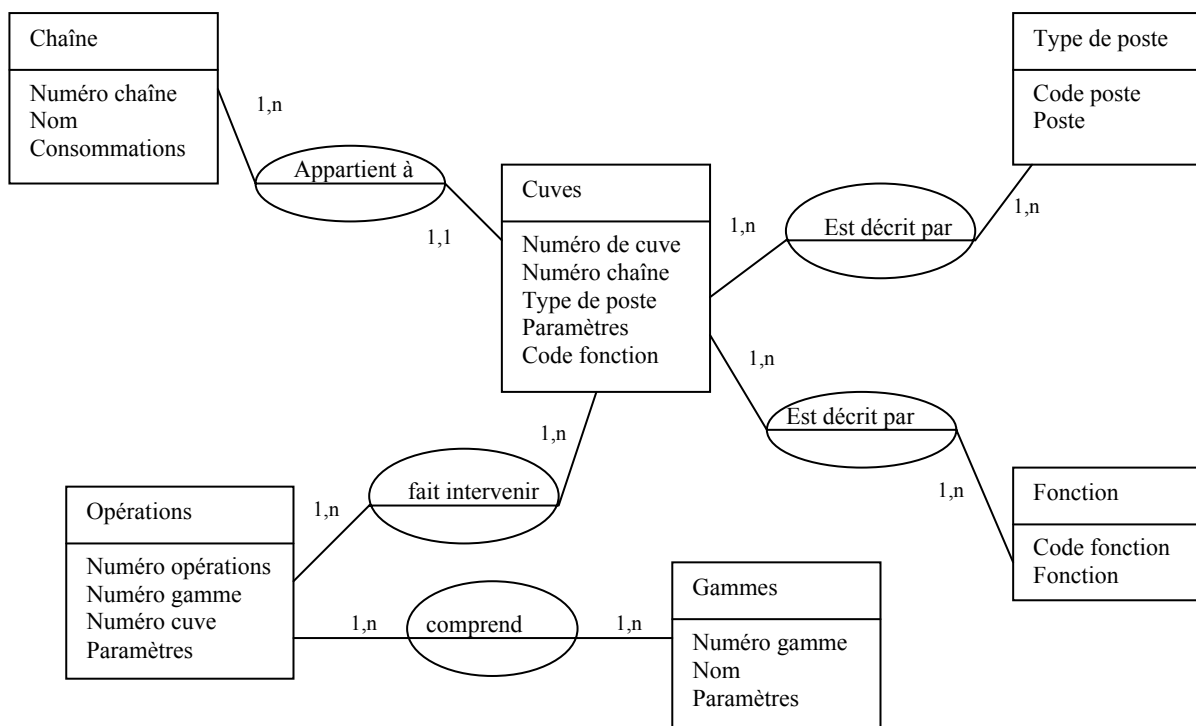 Chaîne
Numéro chaîne
Nom
Consommations
1,n
Appartient à
1,1
Type de poste
Code poste
Poste
1,n
Est décrit par
1,n
Cuves
Numéro de cuve
Numéro chaîne
Type de poste
Paramètres
Code fonction
1,n
Est décrit par
1,n
Fonction
Code fonction
Fonction
1,n
fait intervenir
1,n
Opérations
Numéro opérations
Numéro gamme
Numéro cuve
Paramètres
1,n
comprend
1,n
Gammes
Numéro gamme
Nom
Paramètres